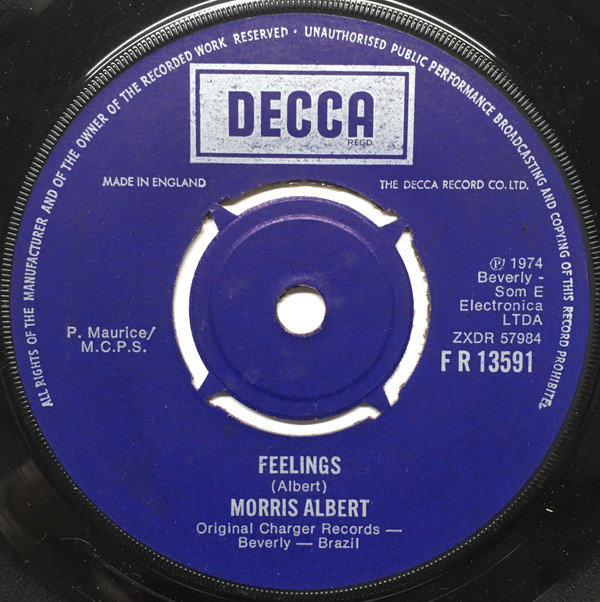 ALL RIGHTS OF THE MANUFACTURER AND OF THE OWNER OF THE RECORDED WORK RESERVED · UNAUTHORISED PUBLIC PERFORMANCE BROADCASTING AND COPYING OF THIS RECORD PROHIBITED.
DECCA
REGD.
MADE IN ENGLAND
THE DECCA RECORD CO. LTD.
Ⓟ 1974
Beverly -
Som E
Electronica
LTDA
ZXDR 57984
FR 13591
P. Maurice/
M.C.P.S.
FEELINGS
(Albert)
MORRIS ALBERT
Original Charger Records —
Beverly — Brazil